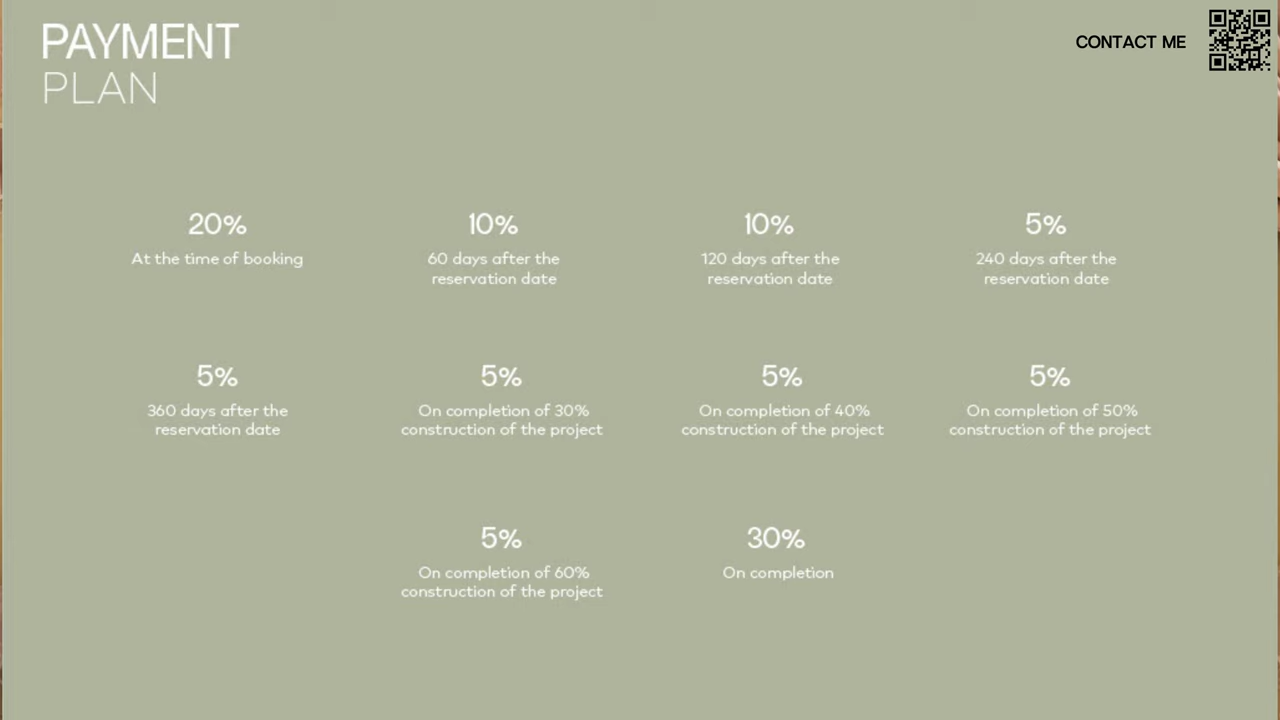 PAYMENT
PLAN
CONTACT ME
20%
At the time of booking
10%
60 days after the
reservation date
10%
120 days after the
reservation date
5%
240 days after the
reservation date
5%
360 days after the
reservation date
5%
On completion of 30%
construction of the project
5%
On completion of 40%
construction of the project
5%
On completion of 50%
construction of the project
5%
On completion of 60%
construction of the project
30%
On completion